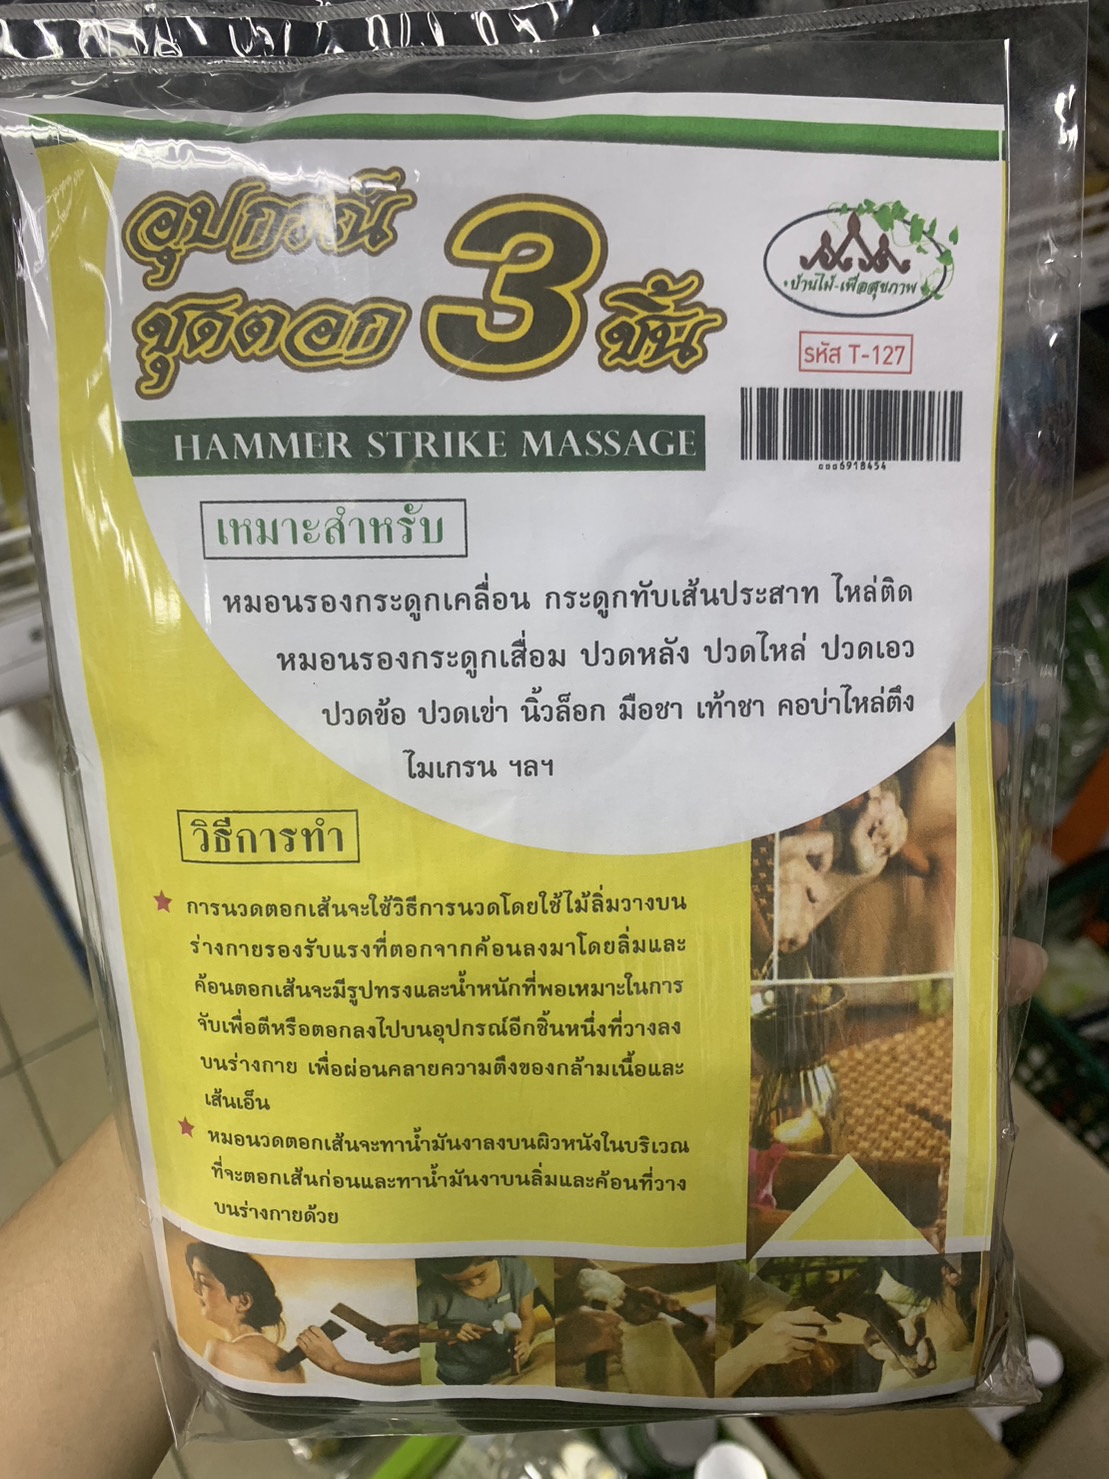 อุปกรณ์
ชุดตอก 3 ชิ้น
บ้านไม้-เพื่อสุขภาพ
รหัส T-127
6918454
HAMMER STRIKE MASSAGE
เหมาะสำหรับ
หมอนรองกระดูกเคลื่อน กระดูกทับเส้นประสาท ไหล่ติด
หมอนรองกระดูกเสื่อม ปวดหลัง ปวดไหล่ ปวดเอว
ปวดข้อ ปวดเข่า นิ้วล็อก มือชา เท้าชา คอบ่าไหล่ตึง
ไมเกรน ฯลฯ
วิธีการทำ
การนวดตอกเส้นจะใช้วิธีการนวดโดยใช้ไม้ลิ่มวางบน
ร่างกายรองรับแรงที่ตอกจากค้อนลงมาโดยลิ่มและ
ค้อนตอกเส้นจะมีรูปทรงและน้ำหนักที่พอเหมาะในการ
จับเพื่อตีหรือตอกลงไปบนอุปกรณ์อีกชิ้นหนึ่งที่วางลง
บนร่างกาย เพื่อผ่อนคลายความตึงของกล้ามเนื้อและ
เส้นเอ็น
หมอนวดตอกเส้นจะทาน้ำมันงาลงบนผิวหนังในบริเวณ
ที่จะตอกเส้นก่อนและทาน้ำมันงาบนลิ่มและค้อนที่วาง
บนร่างกายด้วย